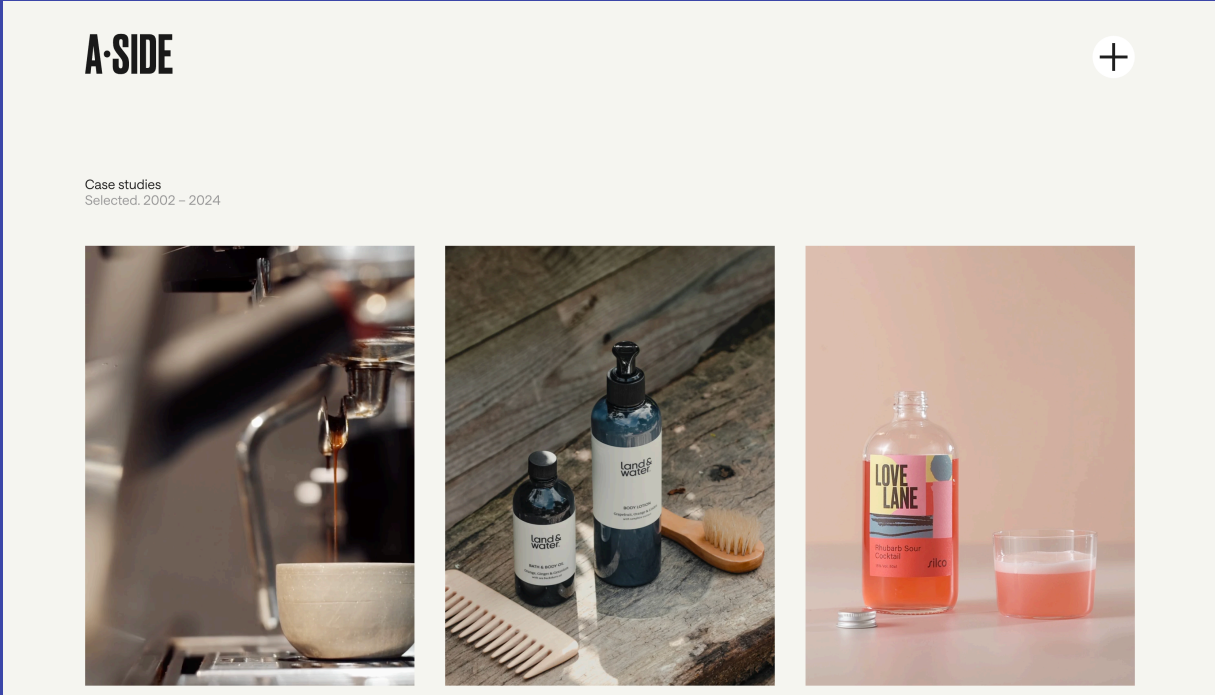 A·SIDE
Case studies
Selected. 2002 – 2024
land &
water.
BODY LOTION
land &
water.
BATH & BODY OIL
LOVE
LANE
Rhubarb Sour
Cocktail
silco